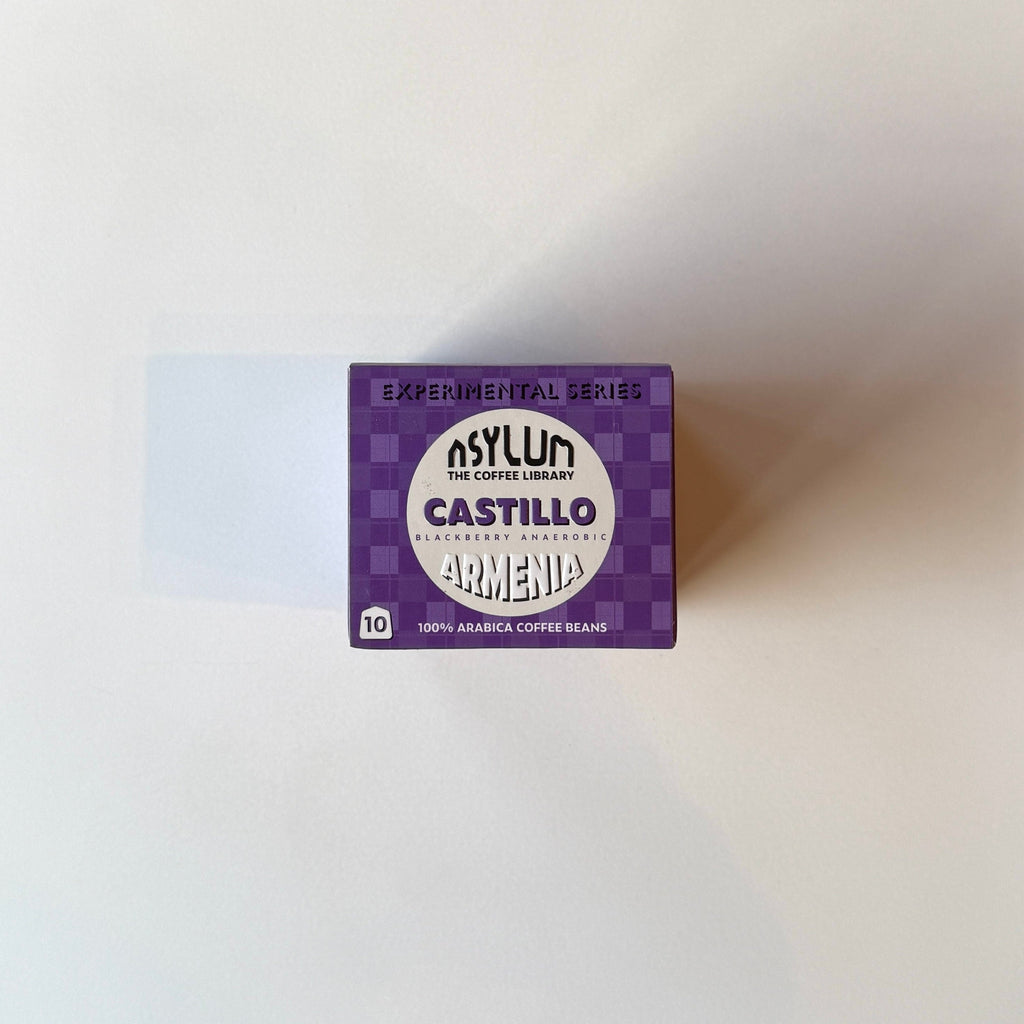 EXPERIMENTAL SERIES
ASYLUM
THE COFFEE LIBRARY
CASTILLO
BLACKBERRY ANAEROBIC
ARMENIA
10
100% ARABICA COFFEE BEANS